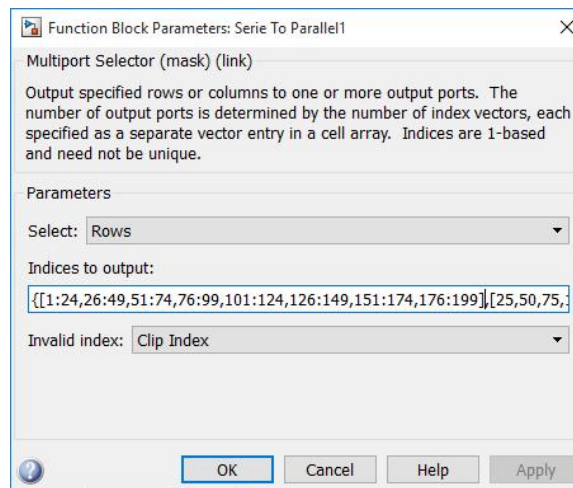 Function Block Parameters: Serie To Parallel1
Multiport Selector (mask) (link)
Output specified rows or columns to one or more output ports. The
number of output ports is determined by the number of index vectors, each
specified as a separate vector entry in a cell array. Indices are 1-based
and need not be unique.
Parameters
Select: Rows
Indices to output:
{[1:24,26:49,51:74,76:99,101:124,126:149,151:174,176:199],[25,50,75,1
Invalid index: Clip Index
OK Cancel Help Apply